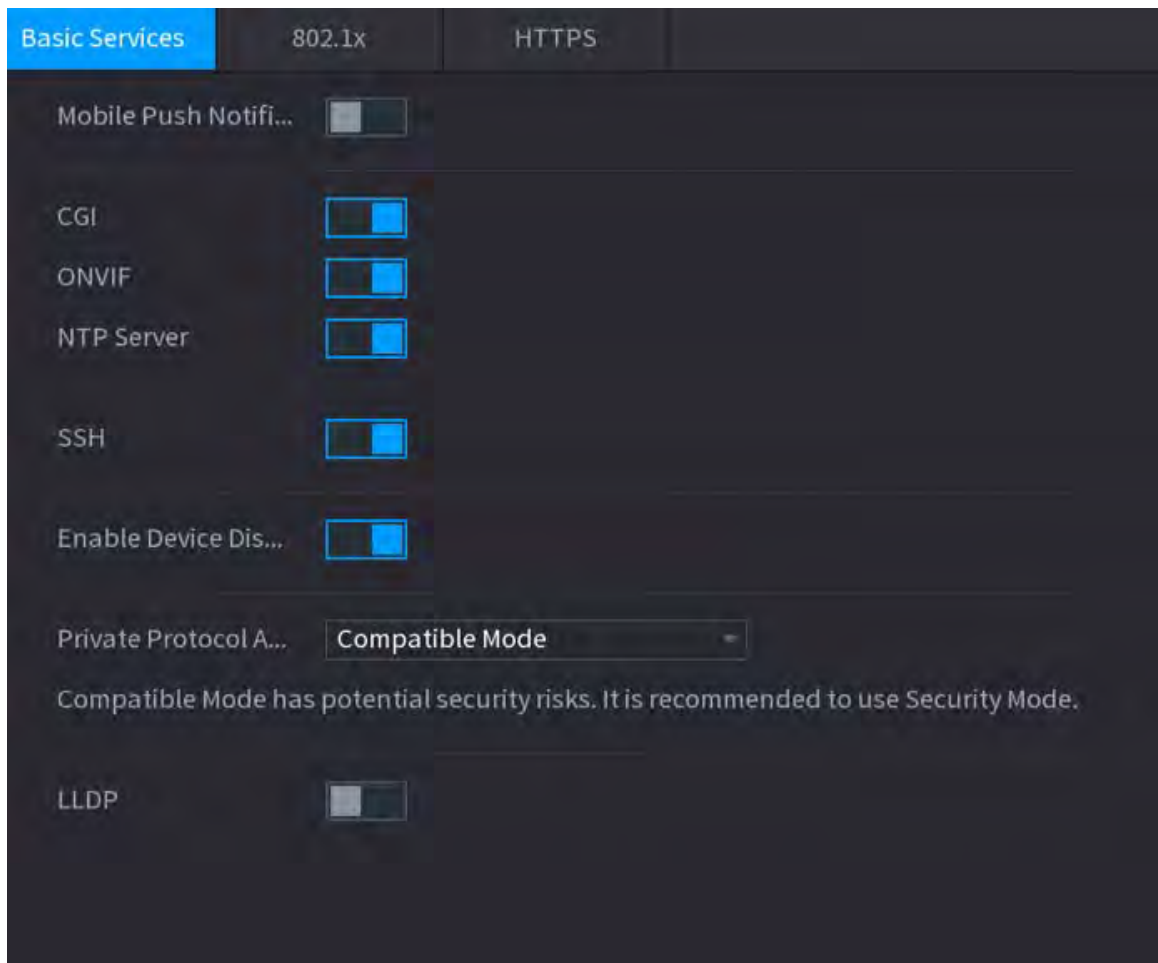 Basic Services 802.1x HTTPS
Mobile Push Notifi...
CGI
ONVIF
NTP Server
SSH
Enable Device Dis...
Private Protocol A... Compatible Mode
Compatible Mode has potential security risks. It is recommended to use Security Mode.
LLDP